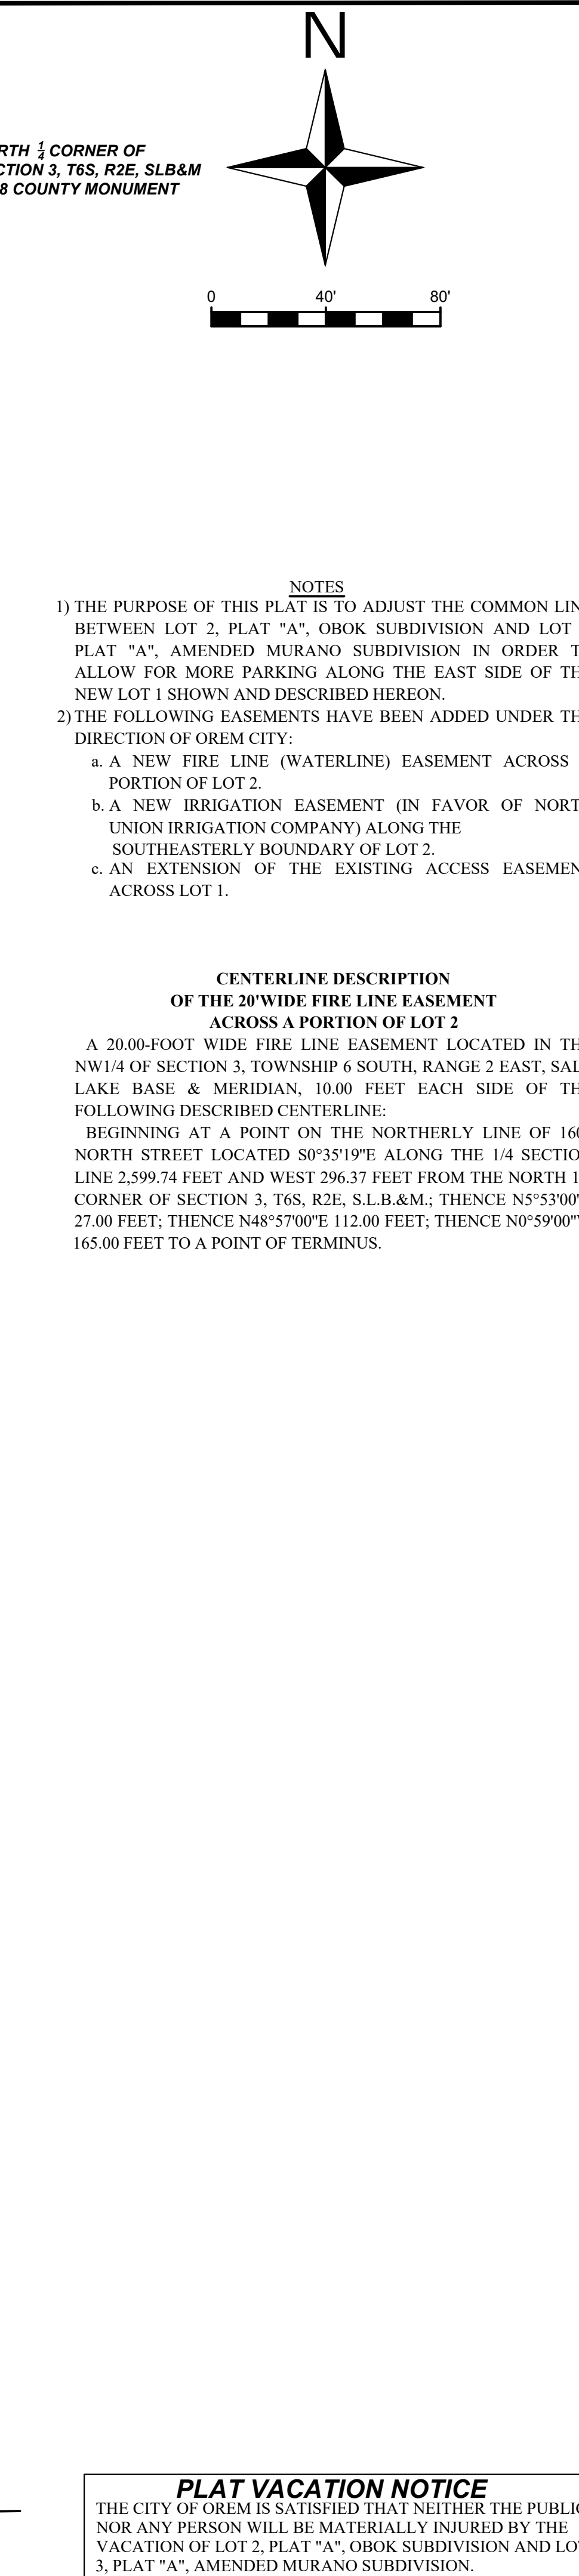 N
RTH 1/4 CORNER OF
CTION 3, T6S, R2E, SLB&M
8 COUNTY MONUMENT
0 40' 80'
NOTES
1) THE PURPOSE OF THIS PLAT IS TO ADJUST THE COMMON LIN
BETWEEN LOT 2, PLAT "A", OBOK SUBDIVISION AND LOT
PLAT "A", AMENDED MURANO SUBDIVISION IN ORDER T
ALLOW FOR MORE PARKING ALONG THE EAST SIDE OF TH
NEW LOT 1 SHOWN AND DESCRIBED HEREON.
2) THE FOLLOWING EASEMENTS HAVE BEEN ADDED UNDER TH
DIRECTION OF OREM CITY:
a. A NEW FIRE LINE (WATERLINE) EASEMENT ACROSS
PORTION OF LOT 2.
b. A NEW IRRIGATION EASEMENT (IN FAVOR OF NORT
UNION IRRIGATION COMPANY) ALONG THE
SOUTHEASTERLY BOUNDARY OF LOT 2.
c. AN EXTENSION OF THE EXISTING ACCESS EASEMEN
ACROSS LOT 1.
CENTERLINE DESCRIPTION
OF THE 20'WIDE FIRE LINE EASEMENT
ACROSS A PORTION OF LOT 2
A 20.00-FOOT WIDE FIRE LINE EASEMENT LOCATED IN TH
NW1/4 OF SECTION 3, TOWNSHIP 6 SOUTH, RANGE 2 EAST, SAL
LAKE BASE & MERIDIAN, 10.00 FEET EACH SIDE OF TH
FOLLOWING DESCRIBED CENTERLINE:
BEGINNING AT A POINT ON THE NORTHERLY LINE OF 160
NORTH STREET LOCATED S0°35'19"E ALONG THE 1/4 SECTIO
LINE 2,599.74 FEET AND WEST 296.37 FEET FROM THE NORTH 1
CORNER OF SECTION 3, T6S, R2E, S.L.B.&M.; THENCE N5°53'00"
27.00 FEET; THENCE N48°57'00"E 112.00 FEET; THENCE N0°59'00"W
165.00 FEET TO A POINT OF TERMINUS.
PLAT VACATION NOTICE
THE CITY OF OREM IS SATISFIED THAT NEITHER THE PUBLIC
NOR ANY PERSON WILL BE MATERIALLY INJURED BY THE
VACATION OF LOT 2, PLAT "A", OBOK SUBDIVISION AND LOT
3, PLAT "A", AMENDED MURANO SUBDIVISION.